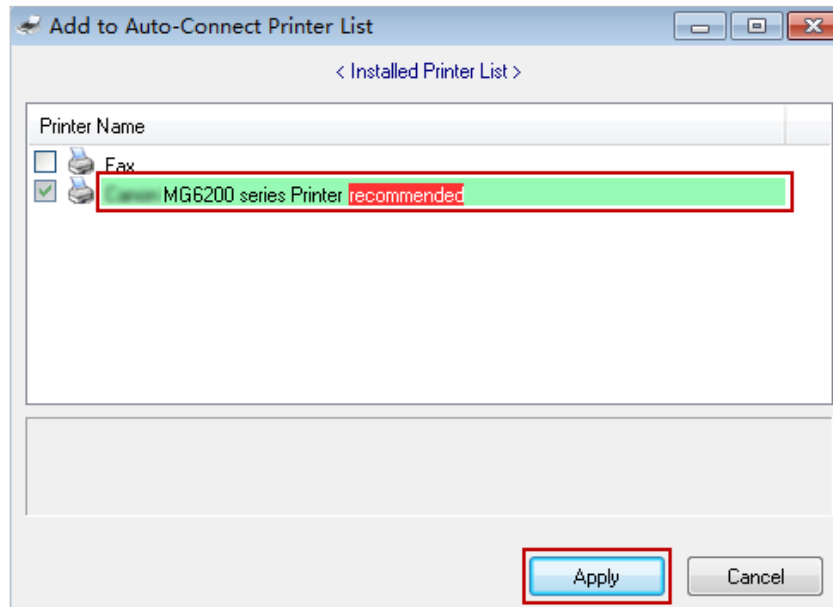 Add to Auto-Connect Printer List
< Installed Printer List >
Printer Name
Fax
MG6200 series Printer recommended
Apply
Cancel